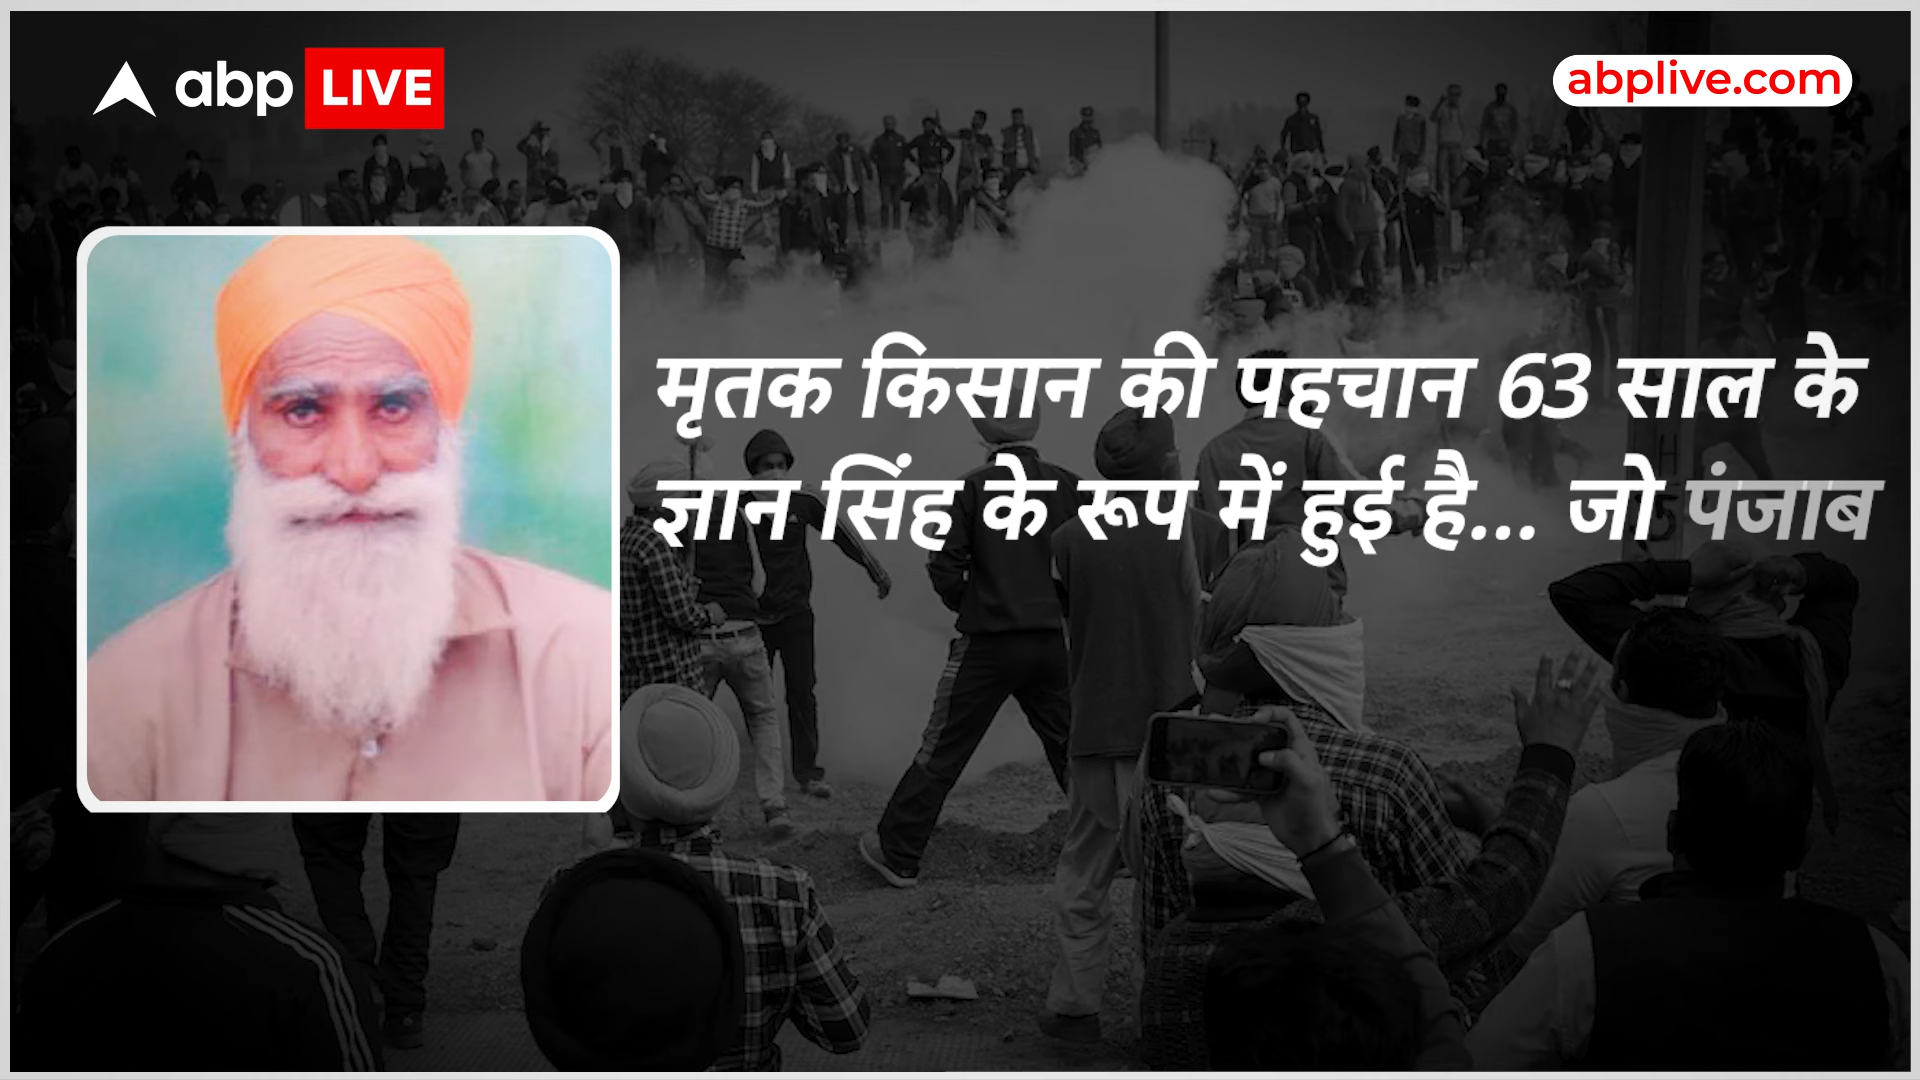 abp LIVE
abplive.com
मृतक किसान की पहचान 63 साल के
ज्ञान सिंह के रूप में हुई है... जो पंजाब